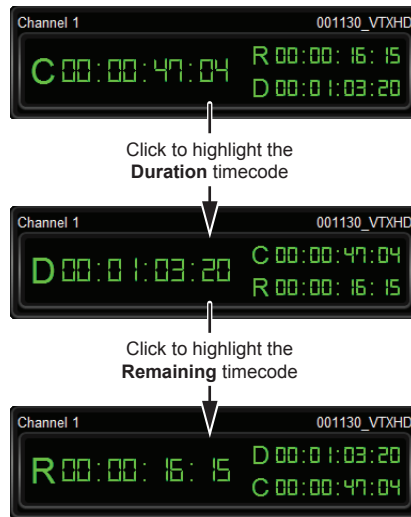 Channel 1 001130_VTXHD
C 00:00:47:04 R 00:00:16:15
D 00:01:03:20
Click to highlight the
Duration timecode
Channel 1 001130_VTXHD
D 00:01:03:20 C 00:00:47:04
R 00:00:16:15
Click to highlight the
Remaining timecode
Channel 1 001130_VTXHD
R 00:00:16:15 D 00:01:03:20
C 00:00:47:04